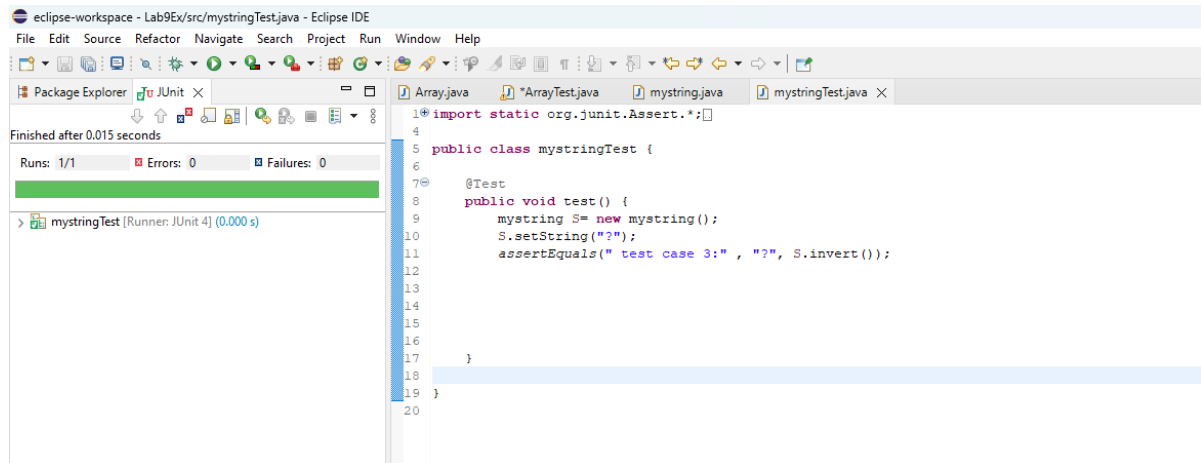 eclipse-workspace - Lab9Ex/src/mystringTest.java - Eclipse IDE
File Edit Source Refactor Navigate Search Project Run Window Help
Package Explorer JUnit
Finished after 0.015 seconds
Runs: 1/1 Errors: 0 Failures: 0
mystringTest [Runner: JUnit 4] (0.000 s)
Array.java *ArrayTest.java mystring.java mystringTest.java
1 import static org.junit.Assert.*;
4
5 public class mystringTest {
6
7 @Test
8 public void test() {
9 mystring S= new mystring();
10 S.setString("?");
11 assertEquals(" test case 3:" , "?", S.invert());
12
13
14
15
16
17 }
18
19 }
20